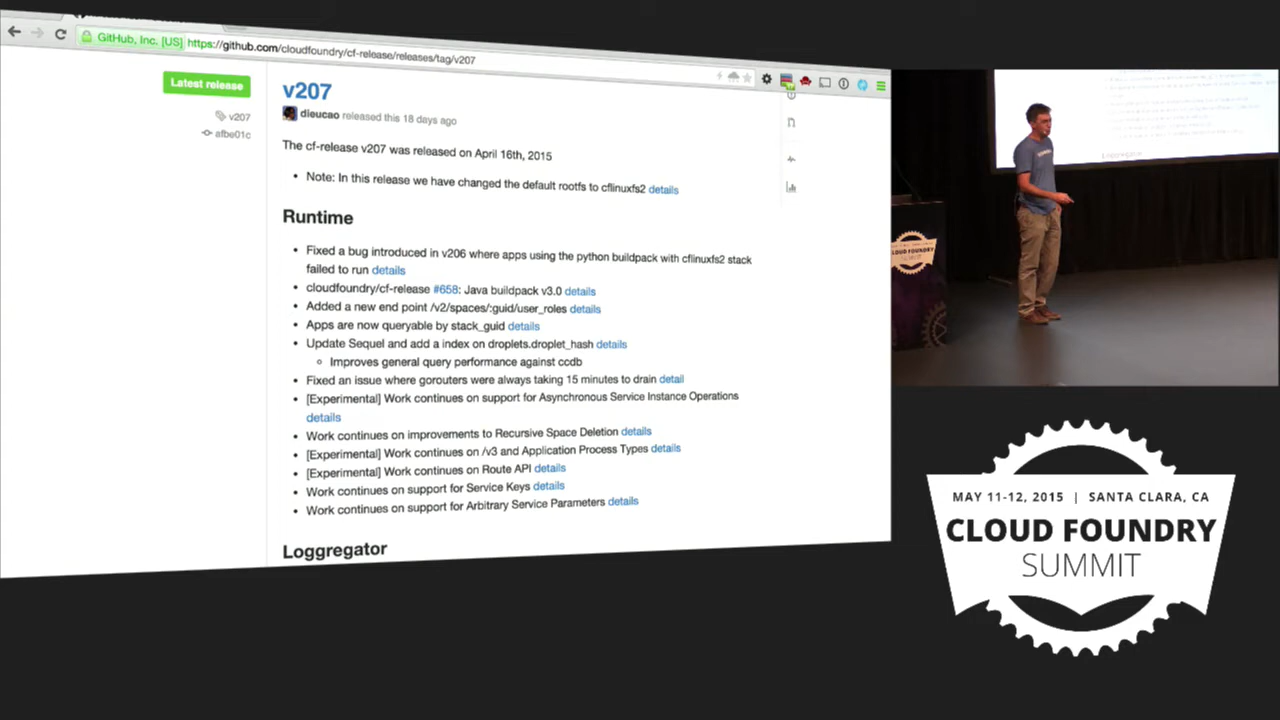 GitHub, Inc. [US] https://github.com/cloudfoundry/cf-release/releases/tag/v207
Latest release
v207
afbe01c
v207
dieucao released this 18 days ago
The cf-release v207 was released on April 16th, 2015
Note: In this release we have changed the default rootfs to cflinuxfs2 details
Runtime
Fixed a bug introduced in v206 where apps using the python buildpack with cflinuxfs2 stack
failed to run details
cloudfoundry/cf-release #658: Java buildpack v3.0 details
Added a new end point /v2/spaces/:guid/user_roles details
Apps are now queryable by stack_guid details
Update Sequel and add a index on droplets.droplet_hash details
Improves general query performance against ccdb
Fixed an issue where gorouters were always taking 15 minutes to drain detail
[Experimental] Work continues on support for Asynchronous Service Instance Operations
details
Work continues on improvements to Recursive Space Deletion details
[Experimental] Work continues on /v3 and Application Process Types details
[Experimental] Work continues on Route API details
Work continues on support for Service Keys details
Work continues on support for Arbitrary Service Parameters details
Loggregator
Loggregator
CLOUD FOUNDRY
SUMMIT
MAY 11-12, 2015 | SANTA CLARA, CA
CLOUD FOUNDRY
SUMMIT